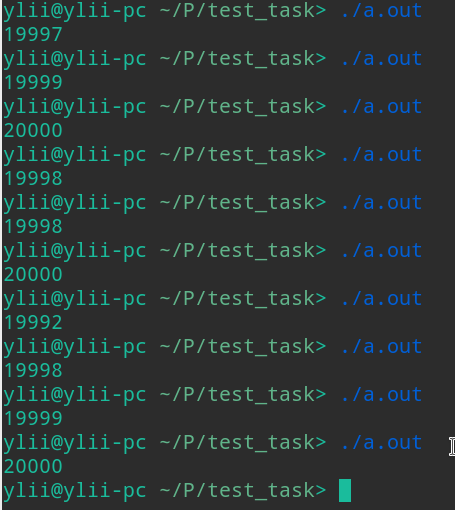 ylii@ylii-pc ~/P/test_task> ./a.out
19997
ylii@ylii-pc ~/P/test_task> ./a.out
19999
ylii@ylii-pc ~/P/test_task> ./a.out
20000
ylii@ylii-pc ~/P/test_task> ./a.out
19998
ylii@ylii-pc ~/P/test_task> ./a.out
19998
ylii@ylii-pc ~/P/test_task> ./a.out
20000
ylii@ylii-pc ~/P/test_task> ./a.out
19992
ylii@ylii-pc ~/P/test_task> ./a.out
19998
ylii@ylii-pc ~/P/test_task> ./a.out
19999
ylii@ylii-pc ~/P/test_task> ./a.out
20000
ylii@ylii-pc ~/P/test_task>